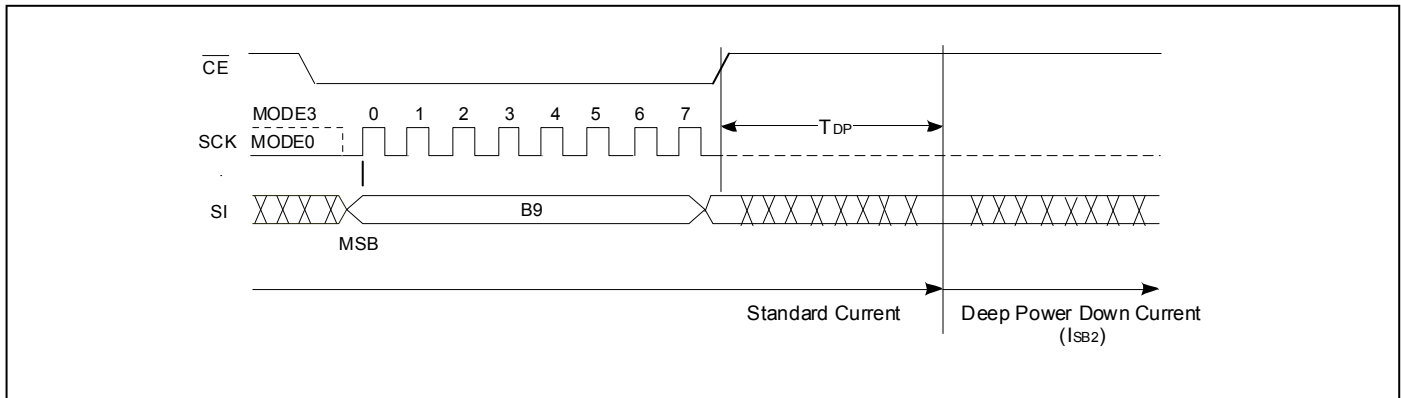 CE
MODE3 0 1 2 3 4 5 6 7
TDP
SCK MODE0
SI B9
MSB
Standard Current Deep Power Down Current
(ISB2)